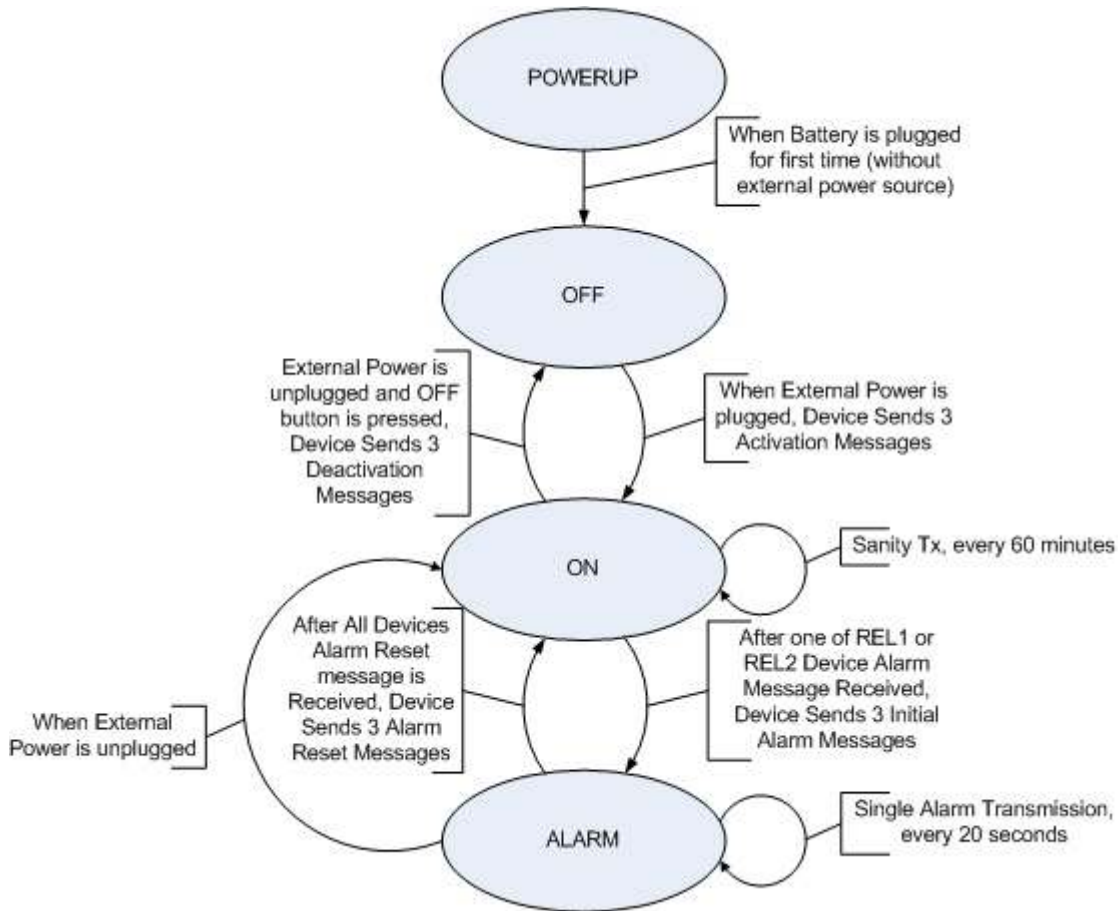 POWERUP
When Battery is plugged
for first time (without
external power source)
OFF
External Power is
unplugged and OFF
button is pressed,
Device Sends 3
Deactivation
Messages
When External Power is
plugged, Device Sends 3
Activation Messages
ON
Sanity Tx, every 60 minutes
After All Devices
Alarm Reset
message is
Received, Device
Sends 3 Alarm
Reset Messages
After one of REL1 or
REL2 Device Alarm
Message Received,
Device Sends 3 Initial
Alarm Messages
When External
Power is unplugged
ALARM
Single Alarm Transmission,
every 20 seconds